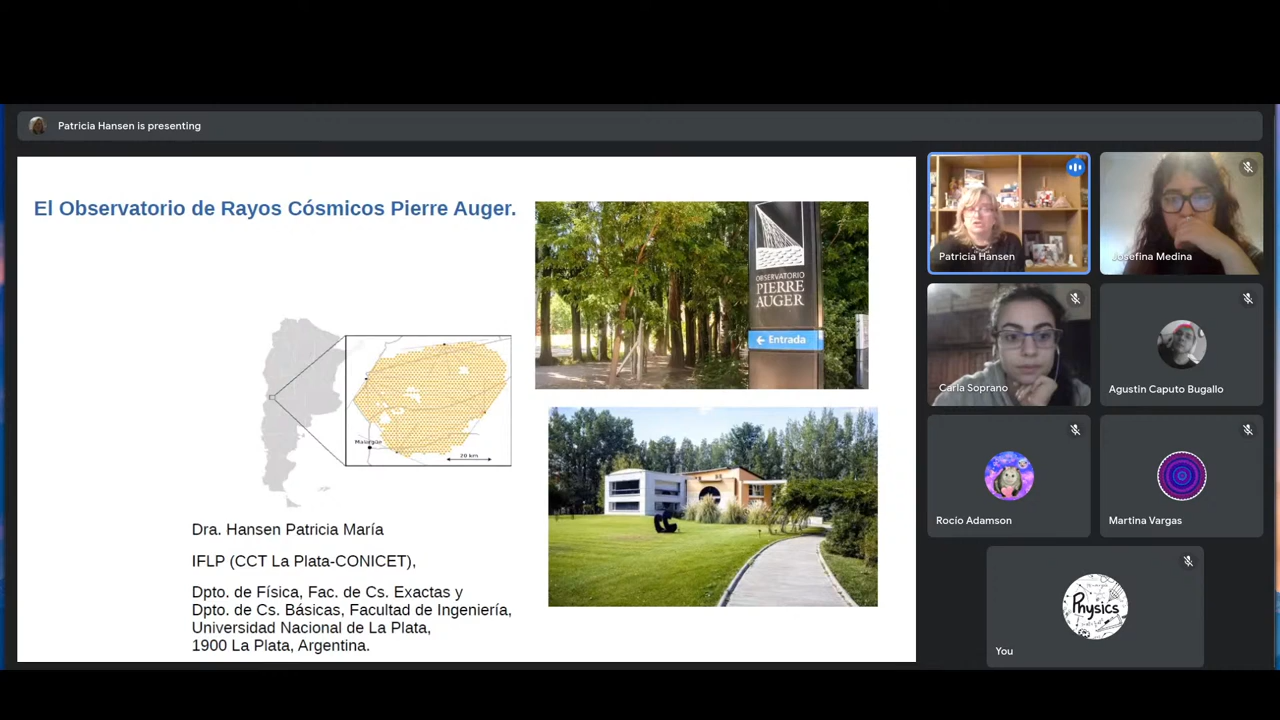 Patricia Hansen is presenting
El Observatorio de Rayos Cósmicos Pierre Auger.
OBSERVATORIO
PIERRE
AUGER
← Entrada
Malargüe
20 km
Dra. Hansen Patricia María
IFLP (CCT La Plata-CONICET),
Dpto. de Física, Fac. de Cs. Exactas y
Dpto. de Cs. Básicas, Facultad de Ingeniería,
Universidad Nacional de La Plata,
1900 La Plata, Argentina.
Patricia Hansen
Josefina Medina
Carla Soprano
Agustin Caputo Bugallo
Rocío Adamson
Martina Vargas
Physics
You